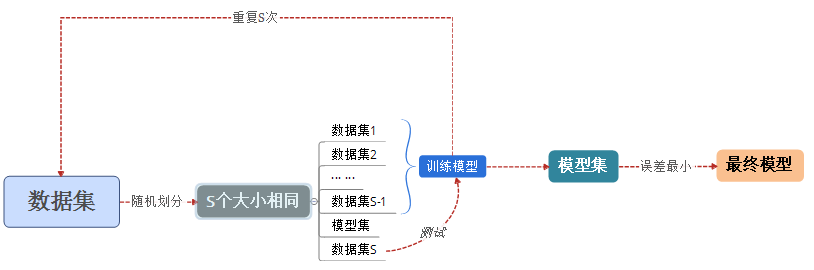 重复S次
数据集
随机划分
S个大小相同
数据集1
数据集2
... ...
数据集S-1
模型集
数据集S
训练模型
测试
模型集
误差最小
最终模型